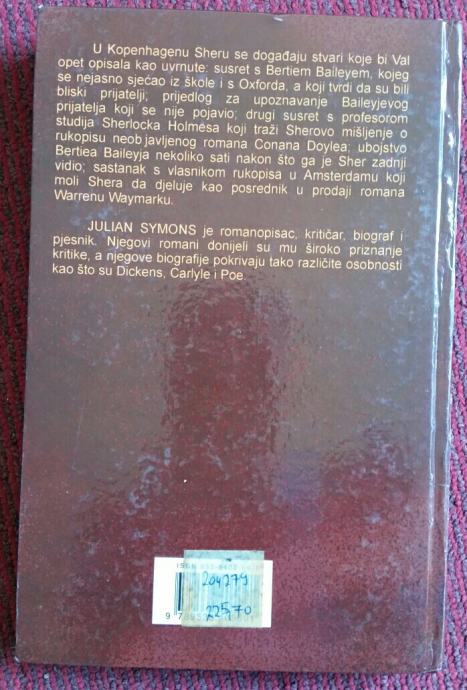 U Kopenhagenu Sheru se događaju stvari koje bi Val
opet opisala kao uvrnute: susret s Bertiem Baileyem, kojeg
se nejasno sjećao iz škole i s Oxforda, a koji tvrdi da su bili
bliski prijatelji; prijedlog za upoznavanje Baileyjevog
prijatelja koji se nije pojavio; drugi susret s profesorom
studija Sherlocka Holmesa koji traži Sherovo mišljenje o
rukopisu neobjavljenog romana Conana Doylea; ubojstvo
Bertiea Baileyja nekoliko sati nakon što ga je Sher zadnji
vidio; sastanak s vlasnikom rukopisa u Amsterdamu koji
moli Shera da djeluje kao posrednik u prodaji romana
Warrenu Waymarku.
JULIAN SYMONS je romanopisac, kritičar, biograf i
pjesnik. Njegovi romani donijeli su mu široko priznanje
kritike, a njegove biografije pokrivaju tako različite osobnosti
kao što su Dickens, Carlyle i Poe.
ISBN
204279
22570